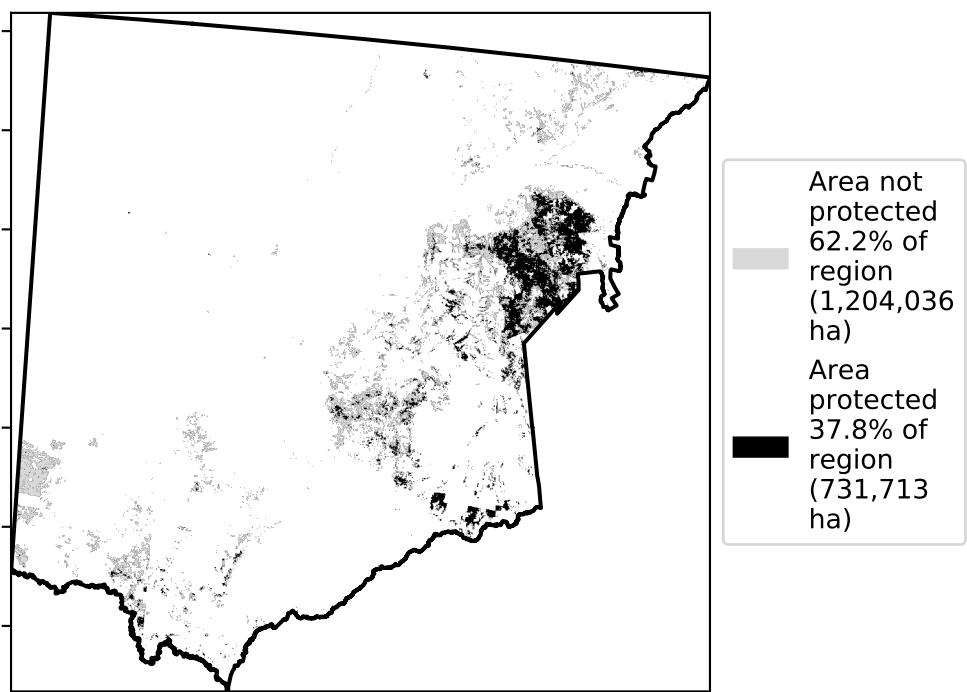 Area not
protected
62.2% of
region
(1,204,036
ha)
Area
protected
37.8% of
region
(731,713
ha)